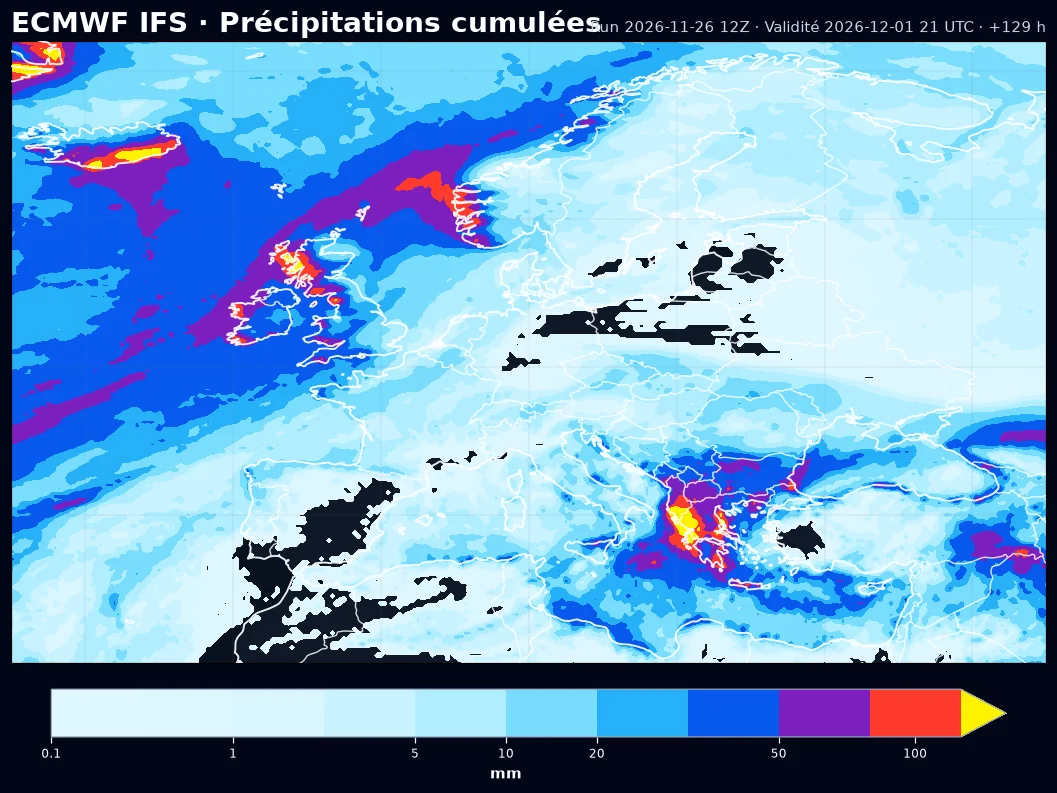 ECMWF IFS · Précipitations cumulées
Run 2026-11-26 12Z · Validité 2026-12-01 21 UTC · +129 h
0.1 1 5 10 20 50 100
mm